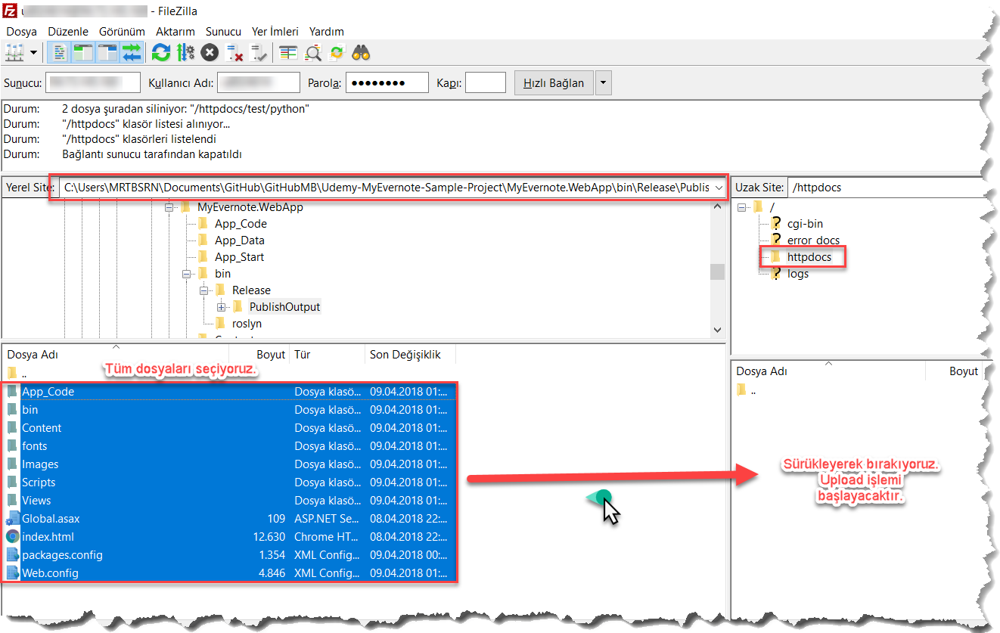 - FileZilla
Dosya Düzenle Görünüm Aktarım Sunucu Yer İmleri Yardım
Sunucu: Kullanıcı Adı: Parola: ●●●●●●●● Kapı: Hızlı Bağlan
Durum: 2 dosya şuradan siliniyor: "/httpdocs/test/python"
Durum: "/httpdocs" klasör listesi alınıyor...
Durum: "/httpdocs" klasörleri listelendi
Durum: Bağlantı sunucu tarafından kapatıldı
Yerel Site: C:\Users\MRTBSRN\Documents\GitHub\GitHubMB\Udemy-MyEvernote-Sample-Project\MyEvernote.WebApp\bin\Release\Publis
MyEvernote.WebApp
App_Code
App_Data
App_Start
bin
Release
PublishOutput
roslyn
Uzak Site: /httpdocs
/
cgi-bin
error_docs
httpdocs
logs
Dosya Adı Boyut Tür Son Değişiklik
Tüm dosyaları seçiyoruz.
..
App_Code Dosya klasö... 09.04.2018 01:...
bin Dosya klasö... 09.04.2018 01:...
Content Dosya klasö... 09.04.2018 01:...
fonts Dosya klasö... 09.04.2018 01:...
Images Dosya klasö... 09.04.2018 01:...
Scripts Dosya klasö... 09.04.2018 01:...
Views Dosya klasö... 09.04.2018 01:...
Global.asax 109 ASP.NET Se... 08.04.2018 22:...
index.html 12.630 Chrome HT... 08.04.2018 22:...
packages.config 1.354 XML Config... 09.04.2018 00:...
Web.config 4.846 XML Config... 09.04.2018 01:...
Dosya Adı Boyut
..
Sürükleyerek bırakıyoruz.
Upload işlemi
başlayacaktır.